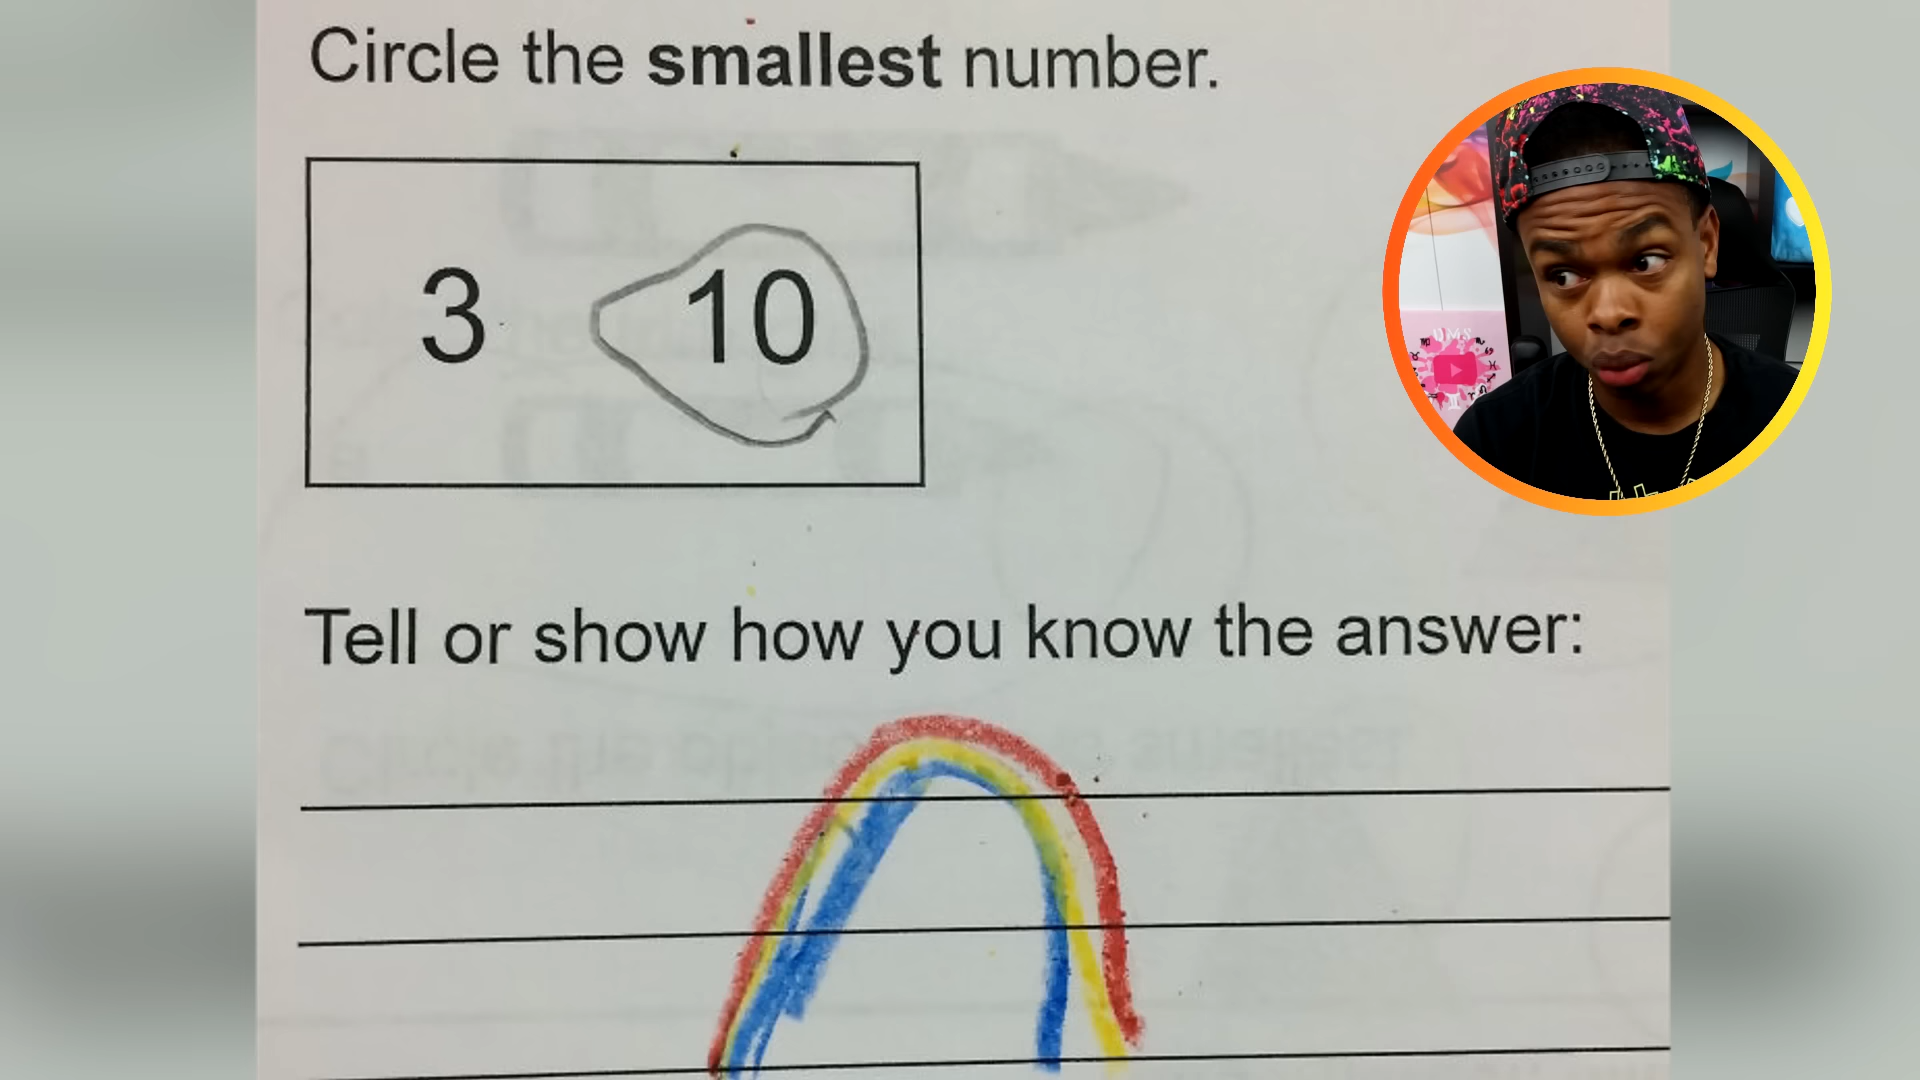 Circle the smallest number.
3 10
Tell or show how you know the answer: